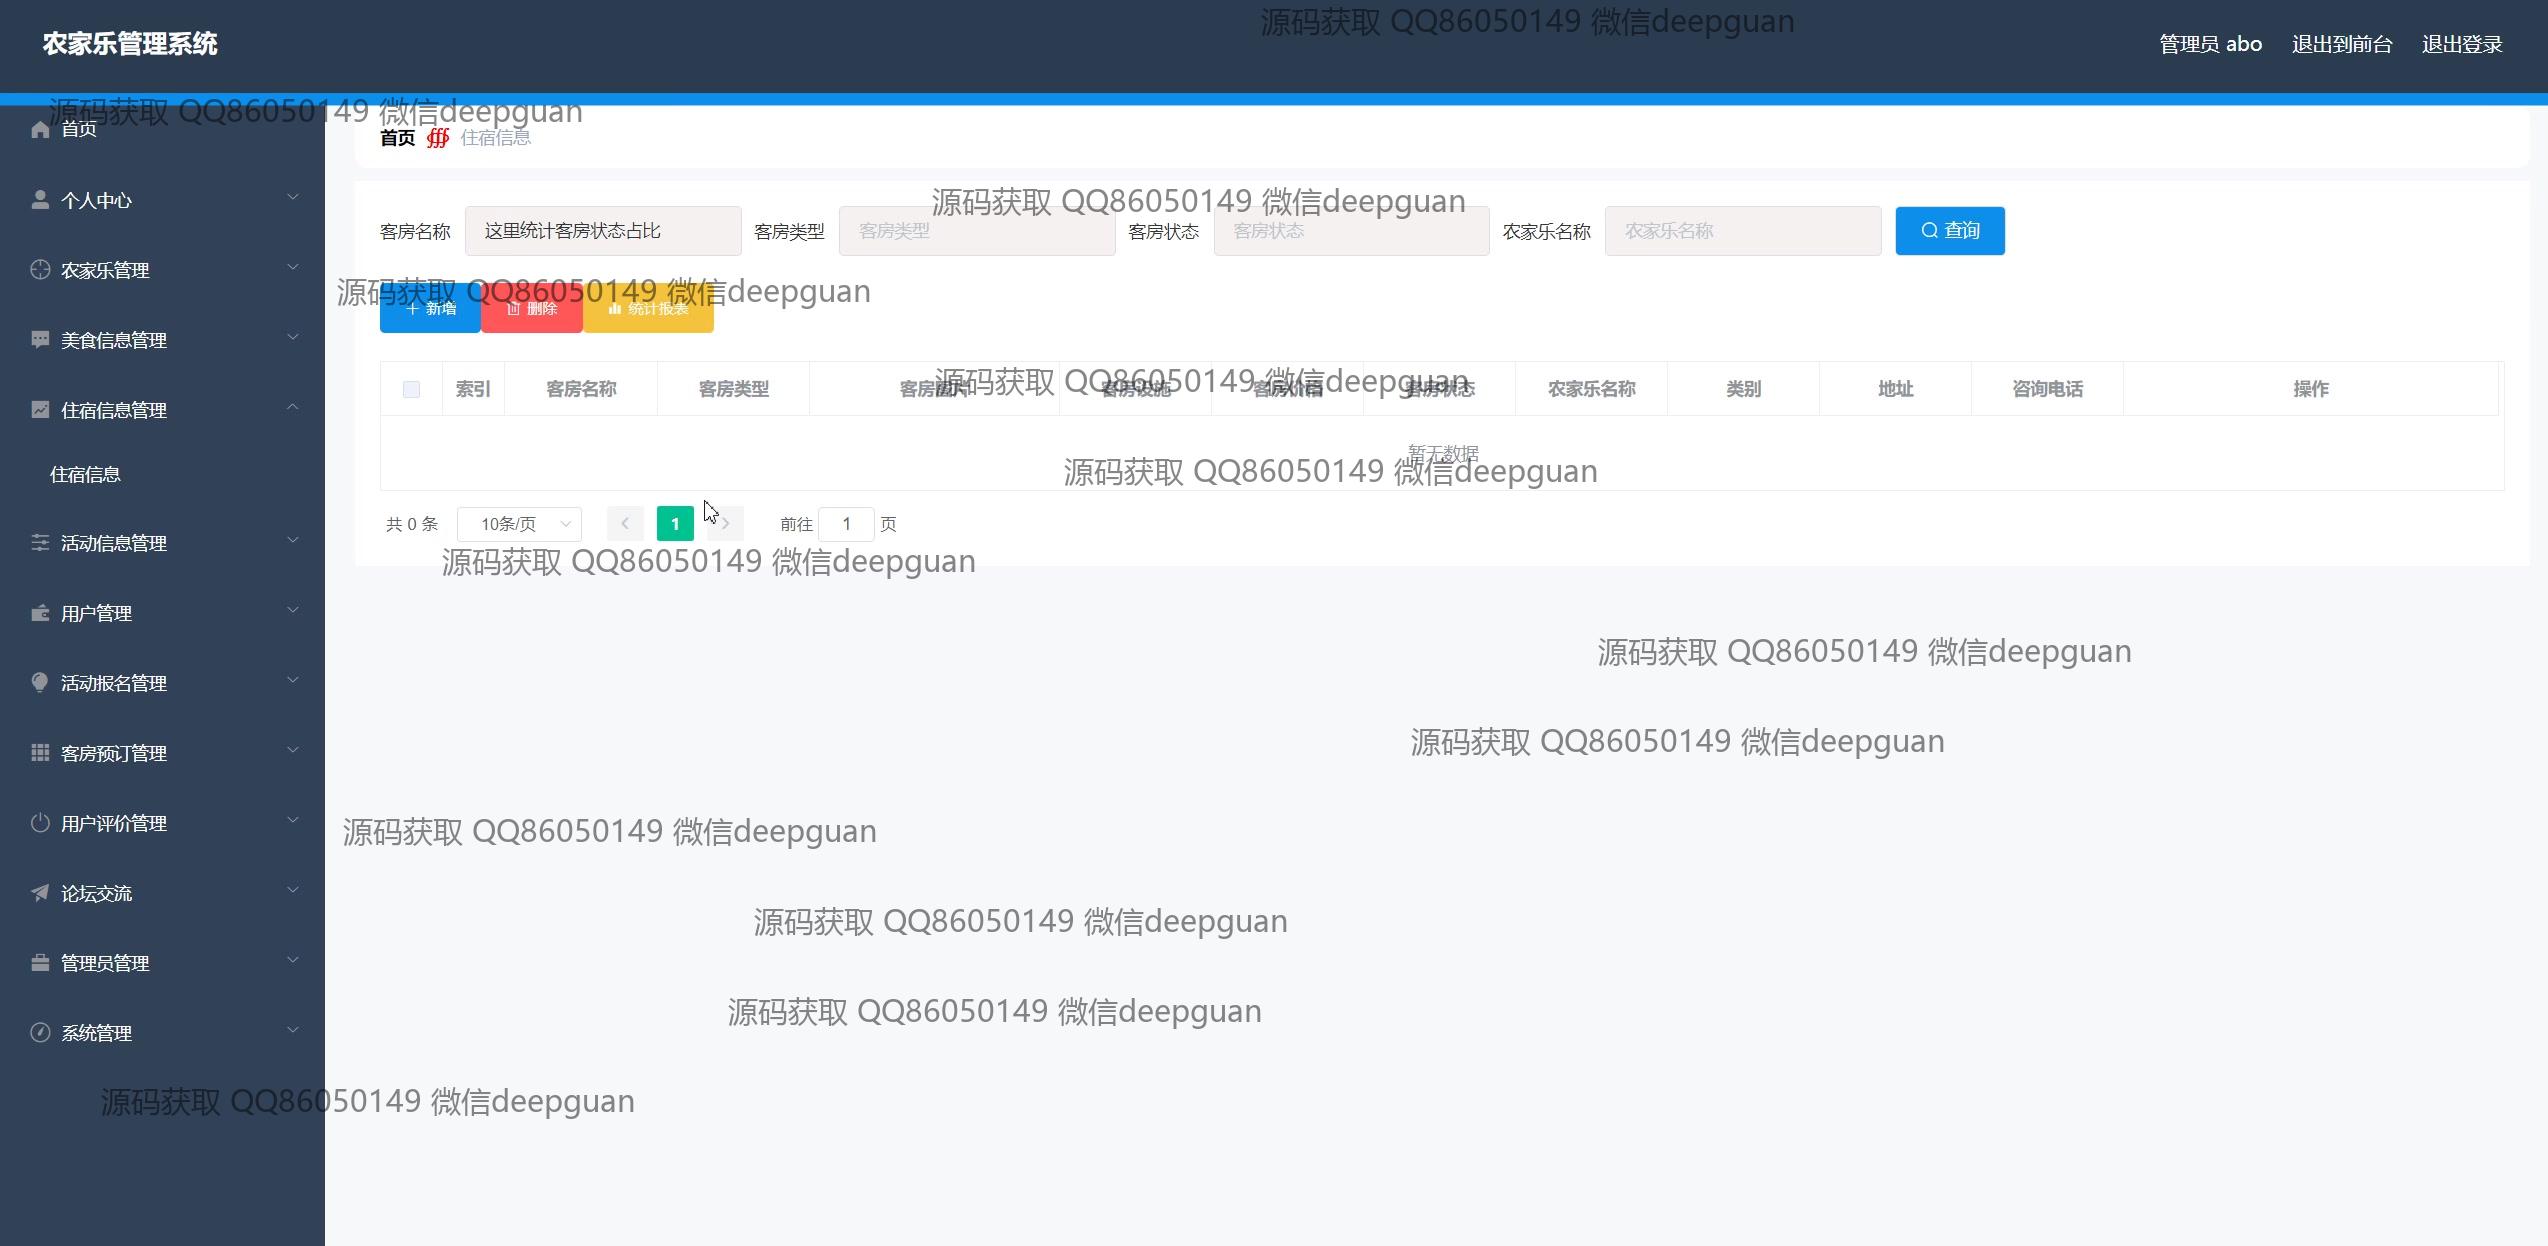 源码获取 QQ86050149 微信deepguan
农家乐管理系统
管理员 abo 退出到前台 退出登录
源码获取 QQ86050149 微信deepguan
首页
首页 住宿信息
个人中心
源码获取 QQ86050149 微信deepguan
客房名称 这里统计客房状态占比 客房类型 客房类型 客房状态 客房状态 农家乐名称 农家乐名称 查询
农家乐管理
源码获取 QQ86050149 微信deepguan
新增 删除 统计报表
美食信息管理
源码获取 QQ86050149 微信deepguan
索引 客房名称 客房类型 客房图片 客房设施 客房价格 客房状态 农家乐名称 类别 地址 咨询电话 操作
住宿信息管理
暂无数据
源码获取 QQ86050149 微信deepguan
住宿信息
共 0 条 10条/页 1 前往 1 页
活动信息管理
源码获取 QQ86050149 微信deepguan
用户管理
源码获取 QQ86050149 微信deepguan
活动报名管理
源码获取 QQ86050149 微信deepguan
客房预订管理
用户评价管理
源码获取 QQ86050149 微信deepguan
论坛交流
源码获取 QQ86050149 微信deepguan
管理员管理
源码获取 QQ86050149 微信deepguan
系统管理
源码获取 QQ86050149 微信deepguan